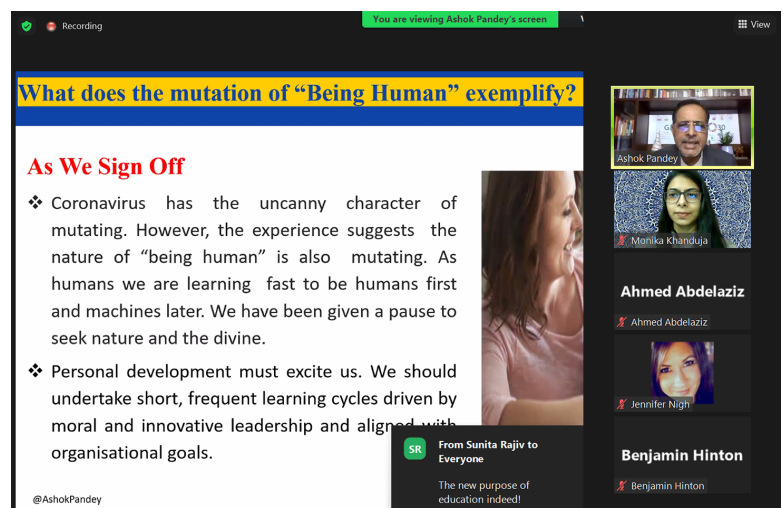 Recording
You are viewing Ashok Pandey's screen
View
What does the mutation of “Being Human” exemplify?
As We Sign Off
❖ Coronavirus has the uncanny character of
mutating. However, the experience suggests the
nature of “being human” is also mutating. As
humans we are learning fast to be humans first
and machines later. We have been given a pause to
seek nature and the divine.
❖ Personal development must excite us. We should
undertake short, frequent learning cycles driven by
moral and innovative leadership and aligned with
organisational goals.
@AshokPandey
SR
From Sunita Rajiv to
Everyone
The new purpose of
education indeed!
Ashok Pandey
Monika Khanduja
Ahmed Abdelaziz
Ahmed Abdelaziz
Jennifer Nigh
Benjamin Hinton
Benjamin Hinton